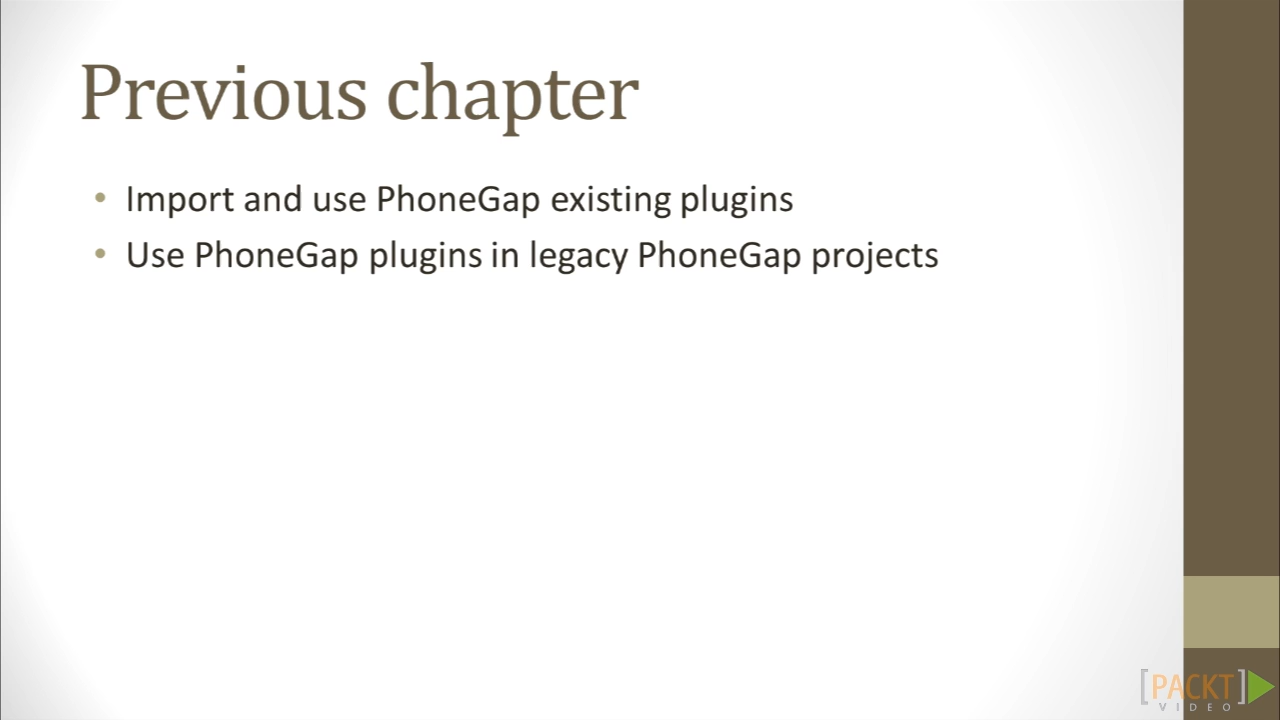 Previous chapter
• Import and use PhoneGap existing plugins
• Use PhoneGap plugins in legacy PhoneGap projects
[PACKT]
VIDEO